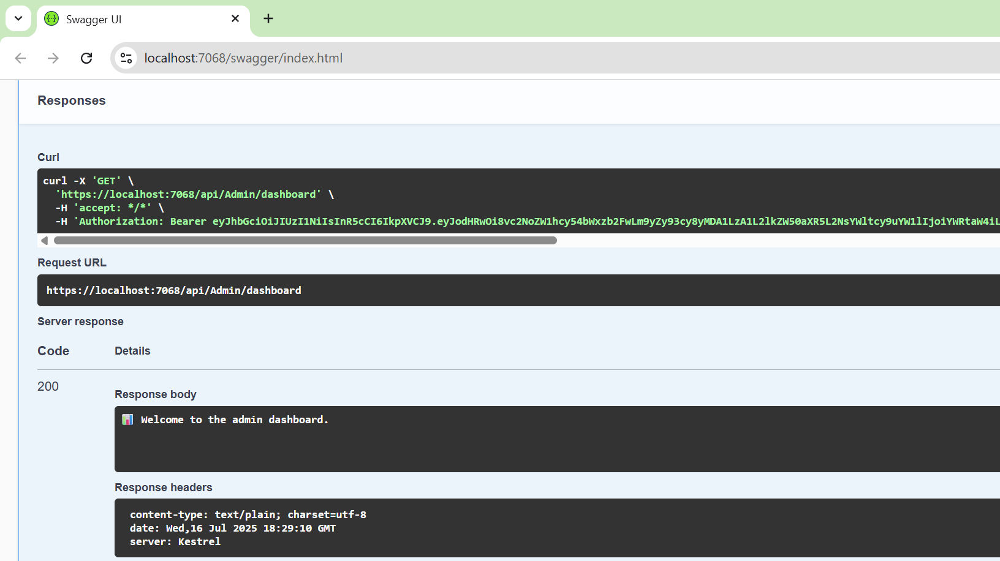 Swagger UI
localhost:7068/swagger/index.html
Responses
Curl
curl -X 'GET' \
'https://localhost:7068/api/Admin/dashboard' \
-H 'accept: */*' \
-H 'Authorization: Bearer eyJhbGciOiJIUzI1NiIsInR5cCI6IkpXVCJ9.eyJodHRwOi8vc2NoZW1hcy54bWxzb2FwLm9yZy93cy8yMDA1LzA1L2lkZW50aXR5L2NsYWltcy9uYW1lIjoiYWRtaW4iL
Request URL
https://localhost:7068/api/Admin/dashboard
Server response
Code Details
200
Response body
📊 Welcome to the admin dashboard.
Response headers
content-type: text/plain; charset=utf-8
date: Wed,16 Jul 2025 18:29:10 GMT
server: Kestrel